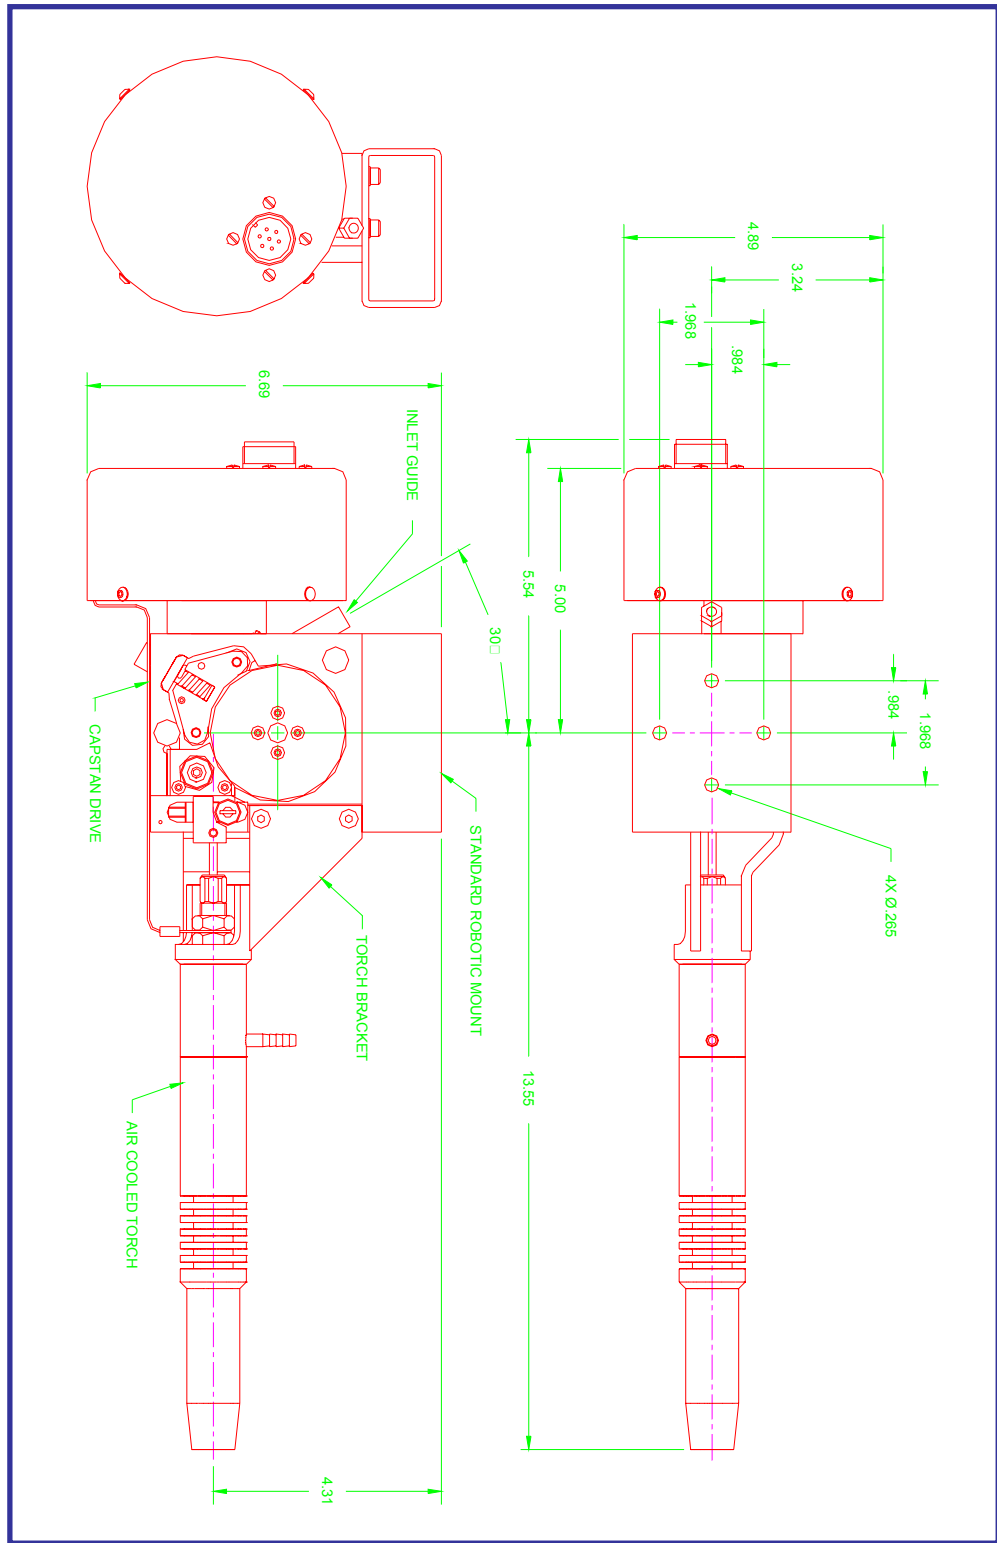 4.89
3.24
1.968
.984
6.69
INLET GUIDE
5.54
5.00
30□
.984
1.968
CAPSTAN DRIVE
STANDARD ROBOTIC MOUNT
4X Ø.265
TORCH BRACKET
13.55
AIR COOLED TORCH
4.31